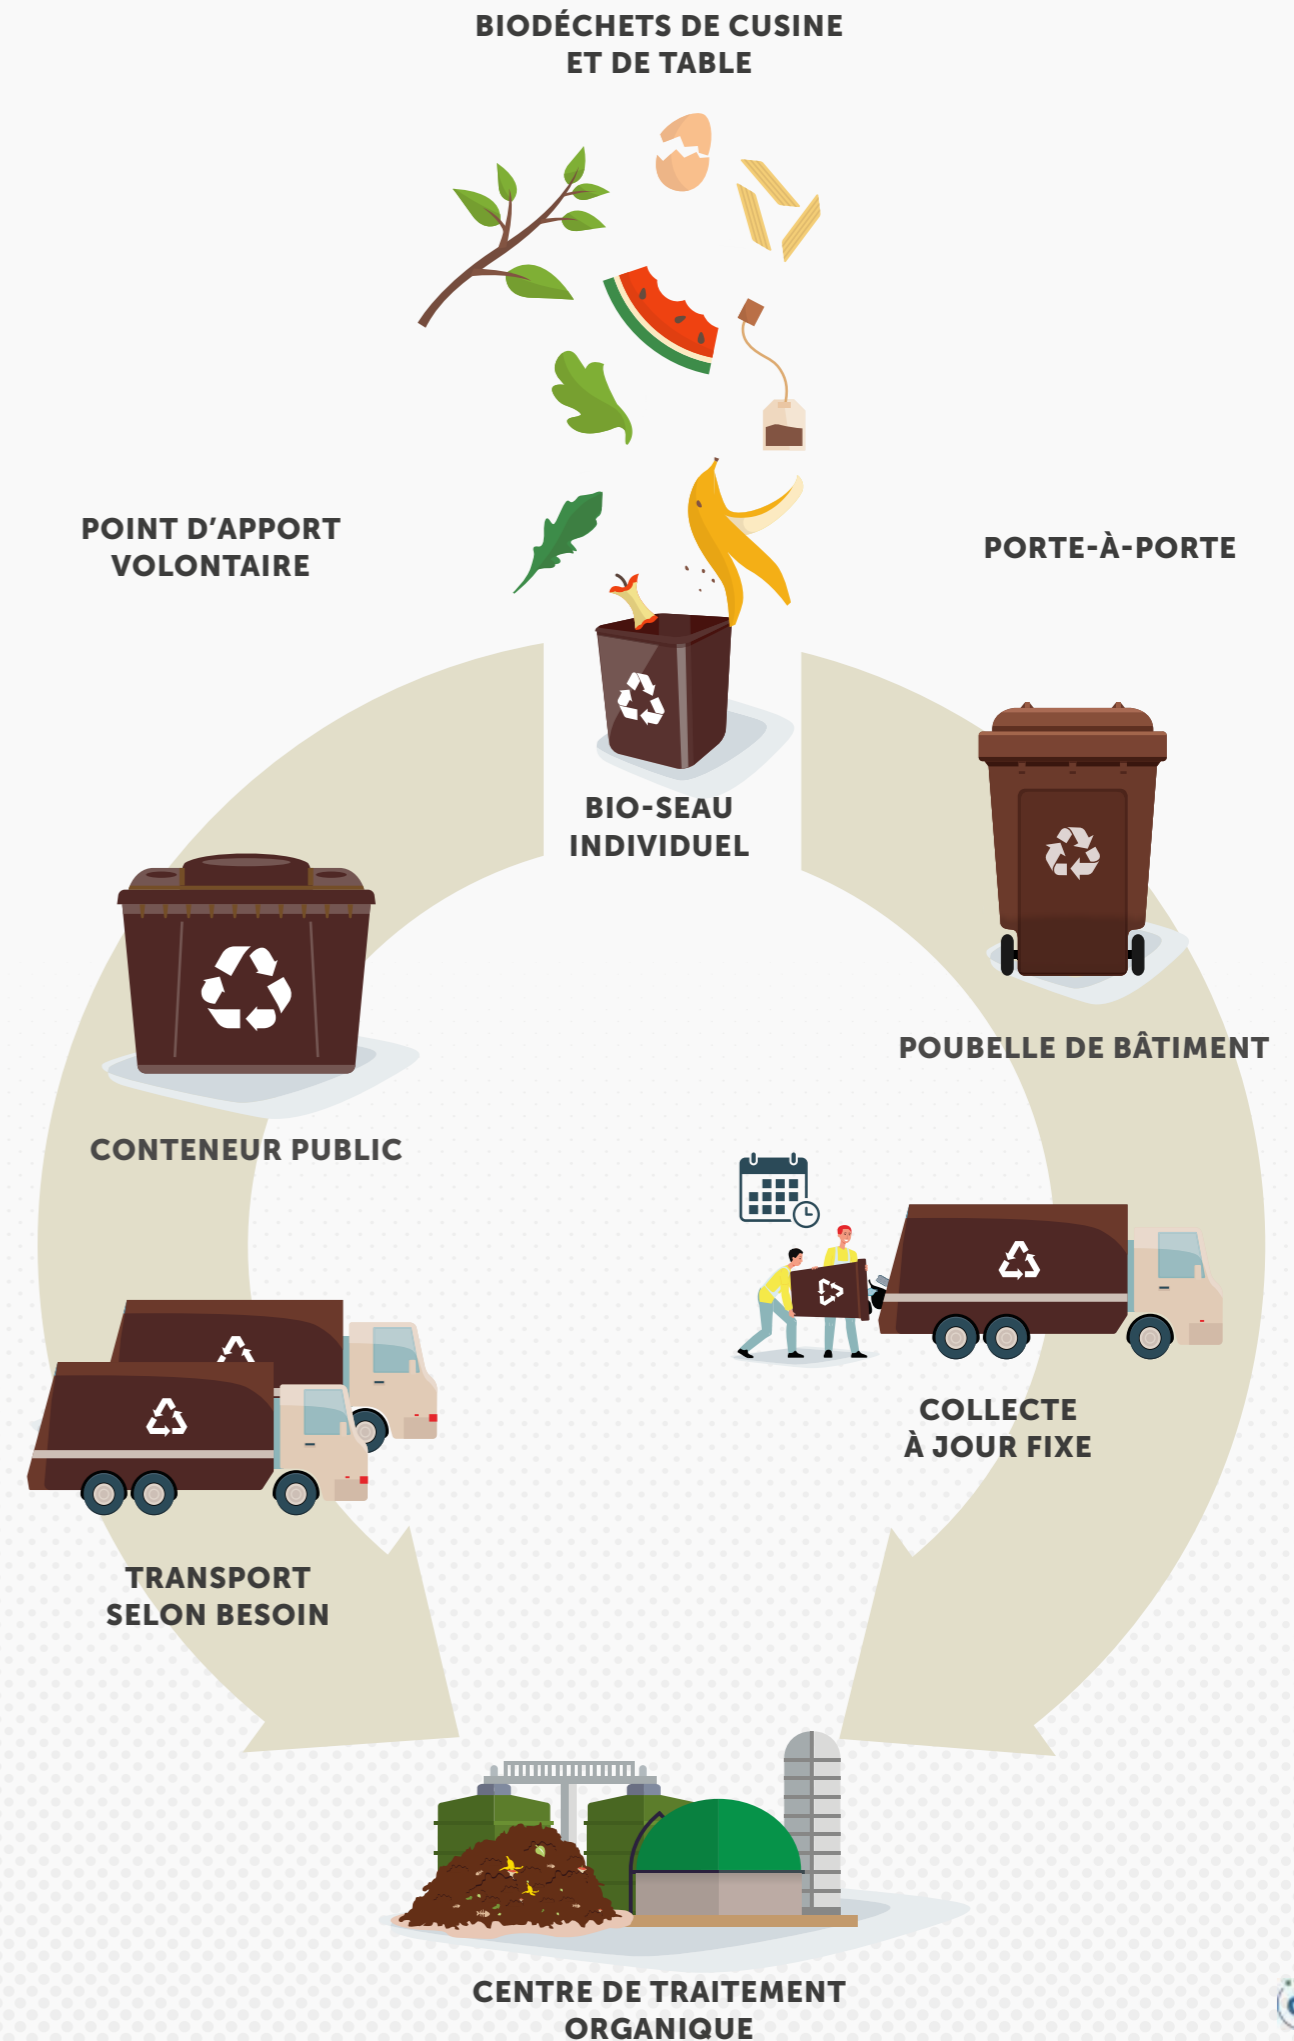 BIODÉCHETS DE CUSINE
ET DE TABLE
POINT D'APPORT
VOLONTAIRE
PORTE-À-PORTE
BIO-SEAU
INDIVIDUEL
POUBELLE DE BÂTIMENT
CONTENEUR PUBLIC
COLLECTE
À JOUR FIXE
TRANSPORT
SELON BESOIN
CENTRE DE TRAITEMENT
ORGANIQUE